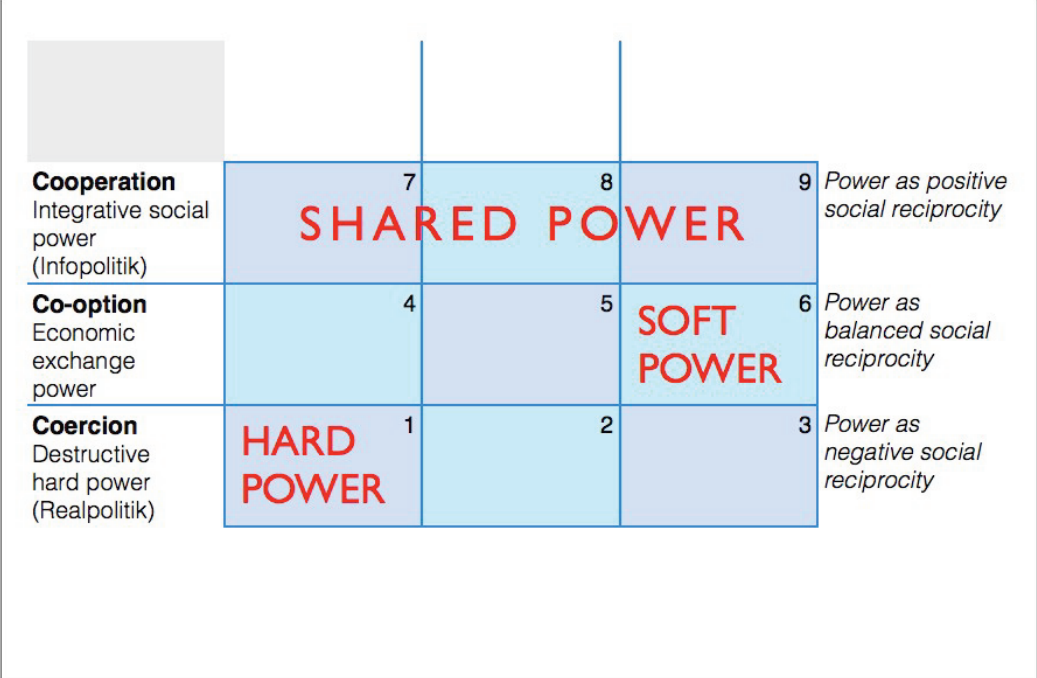 Cooperation
Integrative social
power
(Infopolitik)
7
8
9
SHARED POWER
Power as positive
social reciprocity
Co-option
Economic
exchange
power
4
5
6
SOFT
POWER
Power as
balanced social
reciprocity
Coercion
Destructive
hard power
(Realpolitik)
HARD
POWER
1
2
3
Power as
negative social
reciprocity